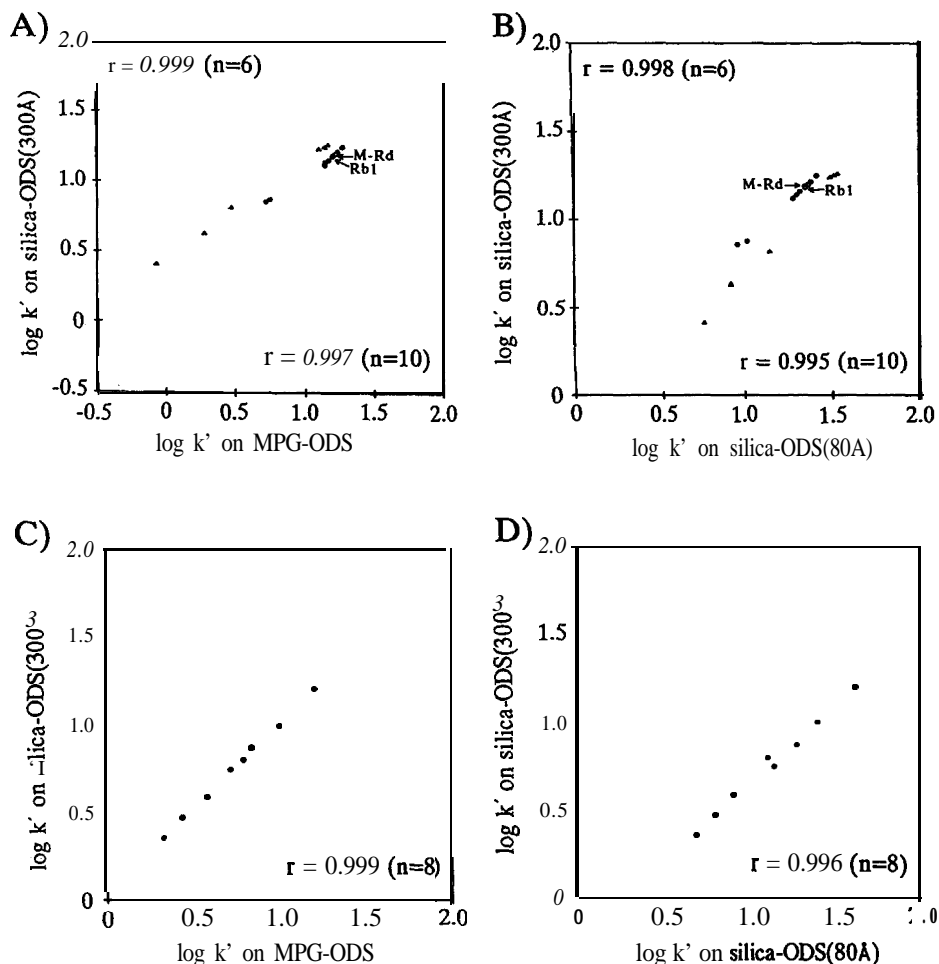 A)
2.0
r = 0.999 (n=6)
1.5
1.0
0.5
0
-0.5
M-Rd
Rb1
r = 0.997 (n=10)
-0.5 0 0.5 1.0 1.5 2.0
log k' on MPG-ODS
log k′ on silica-ODS(300Å)
B)
2.0
r = 0.998 (n=6)
1.5
1.0
0.5
0
M-Rd
Rb1
r = 0.995 (n=10)
0 0.5 1.0 1.5 2.0
log k' on silica-ODS(80A)
log k′ on silica-ODS(300Å)
C)
2.0
1.5
1.0
0.5
0
r = 0.999 (n=8)
0 0.5 1.0 1.5 2.0
log k' on MPG-ODS
log k′ on
D)
2.0
1.5
1.0
0.5
0
r = 0.996 (n=8)
0 0.5 1.0 1.5
log k' on silica-ODS(80Å)
log k′ on silica-ODS(300